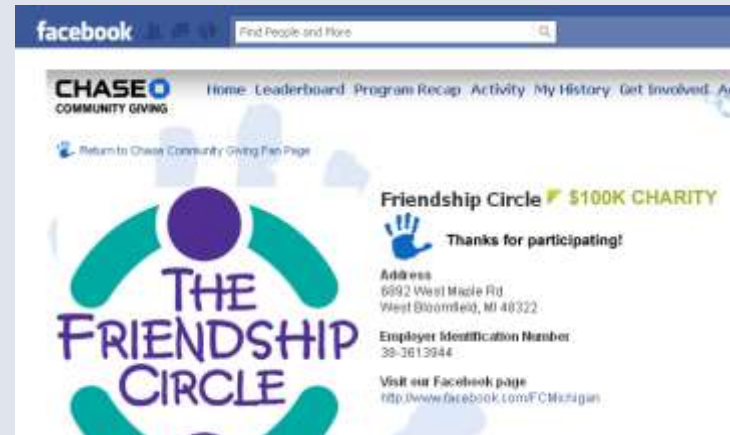 facebook
Find People and More
CHASE
COMMUNITY GIVING
Home Leaderboard Program Recap Activity My History Get Involved
Return to Chase Community Giving Fan Page
Friendship Circle $100K CHARITY
Thanks for participating!
THE
FRIENDSHIP
CIRCLE
Address
6892 West Maple Rd
West Bloomfield, MI 48322
Employer Identification Number
38-3613944
Visit our Facebook page
http://www.facebook.com/FCMichigan